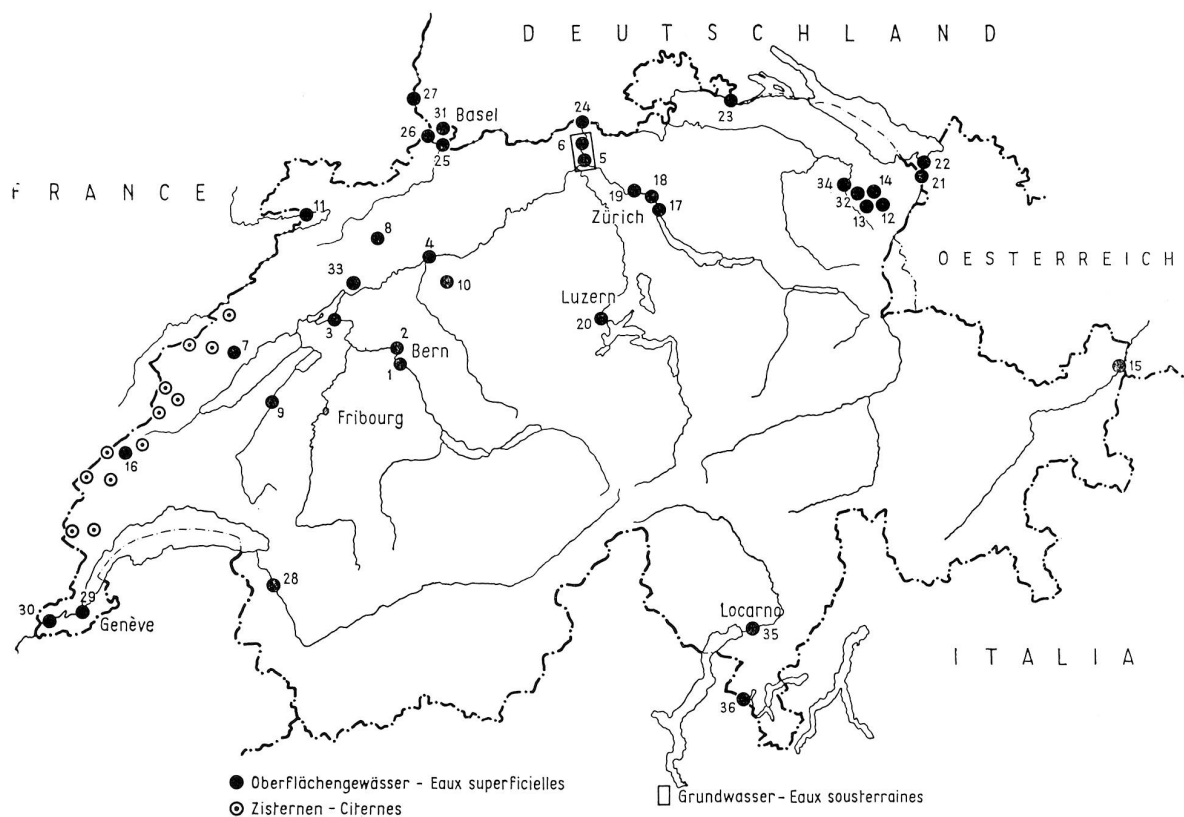 D E U T S C H L A N D
27
31 Basel
26
25
24
6
5
23
22
21
F R A N C E
11
8
4
33
10
18
19
Zürich 17
34
14
32
13
12
O E S T E R R E I C H
Luzern
20
3
2
Bern
1
7
9
Fribourg
15
16
28
29
30
Genève
Locarno
35
36
I T A L I A
Oberflächengewässer - Eaux superficielles
Zisternen - Citernes
Grundwasser - Eaux sousterraines